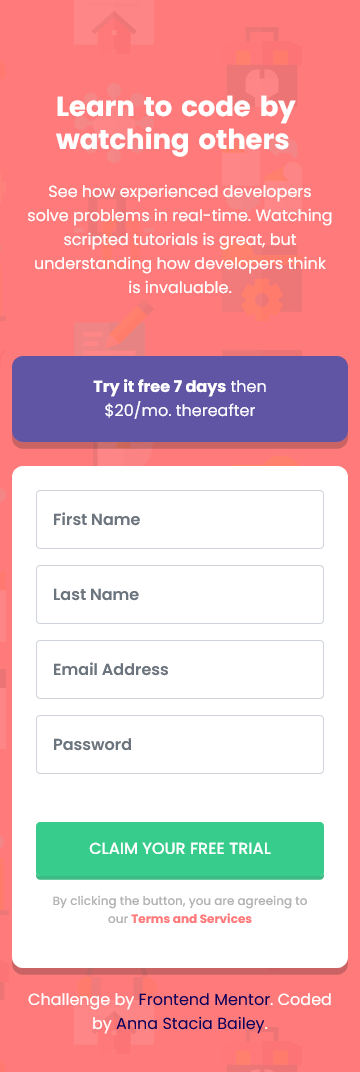 Learn to code by
watching others
See how experienced developers
solve problems in real-time. Watching
scripted tutorials is great, but
understanding how developers think
is invaluable.
Try it free 7 days then
$20/mo. thereafter
First Name
Last Name
Email Address
Password
CLAIM YOUR FREE TRIAL
By clicking the button, you are agreeing to
our Terms and Services
Challenge by Frontend Mentor. Coded
by Anna Stacia Bailey.